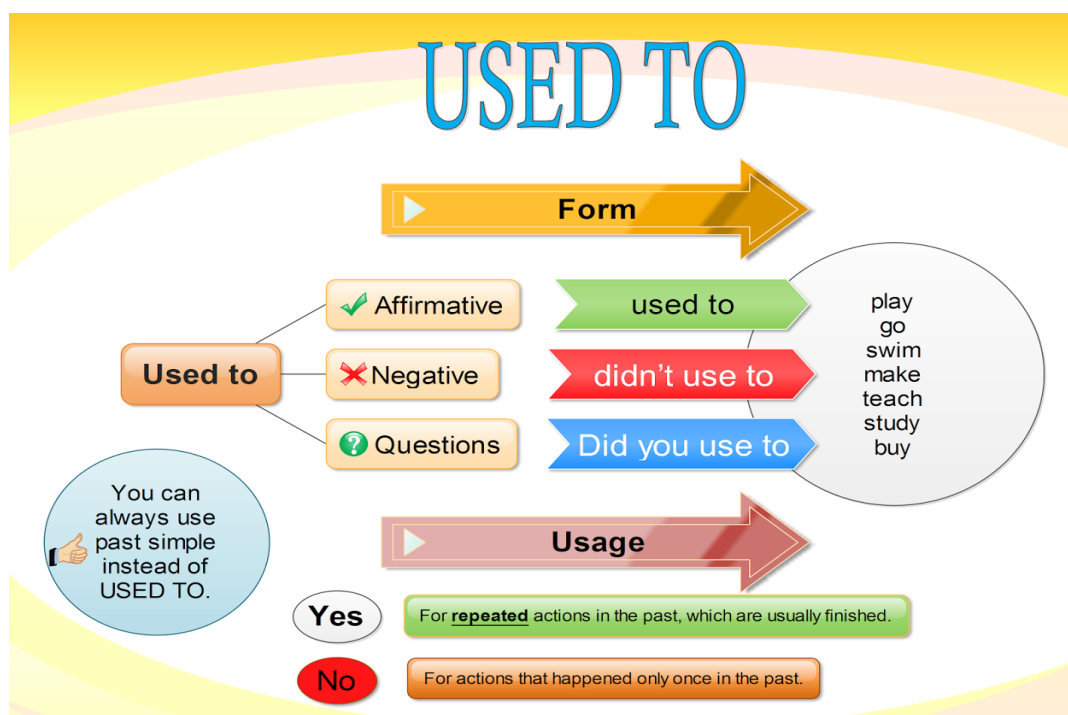 USED TO
Form
Used to
Affirmative
Negative
Questions
used to
didn't use to
Did you use to
play
go
swim
make
teach
study
buy
You can
always use
past simple
instead of
USED TO.
Usage
Yes
For repeated actions in the past, which are usually finished.
No
For actions that happened only once in the past.